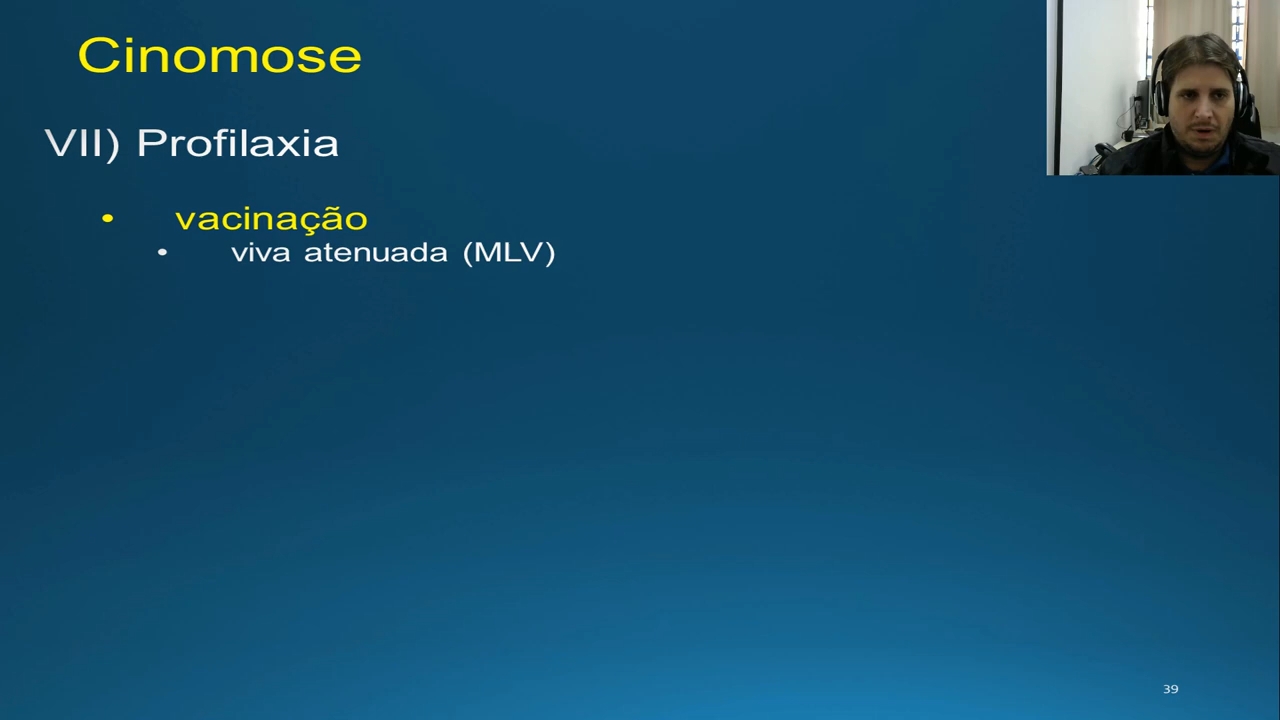 Cinomose
VII) Profilaxia
• vacinação
• viva atenuada (MLV)
39